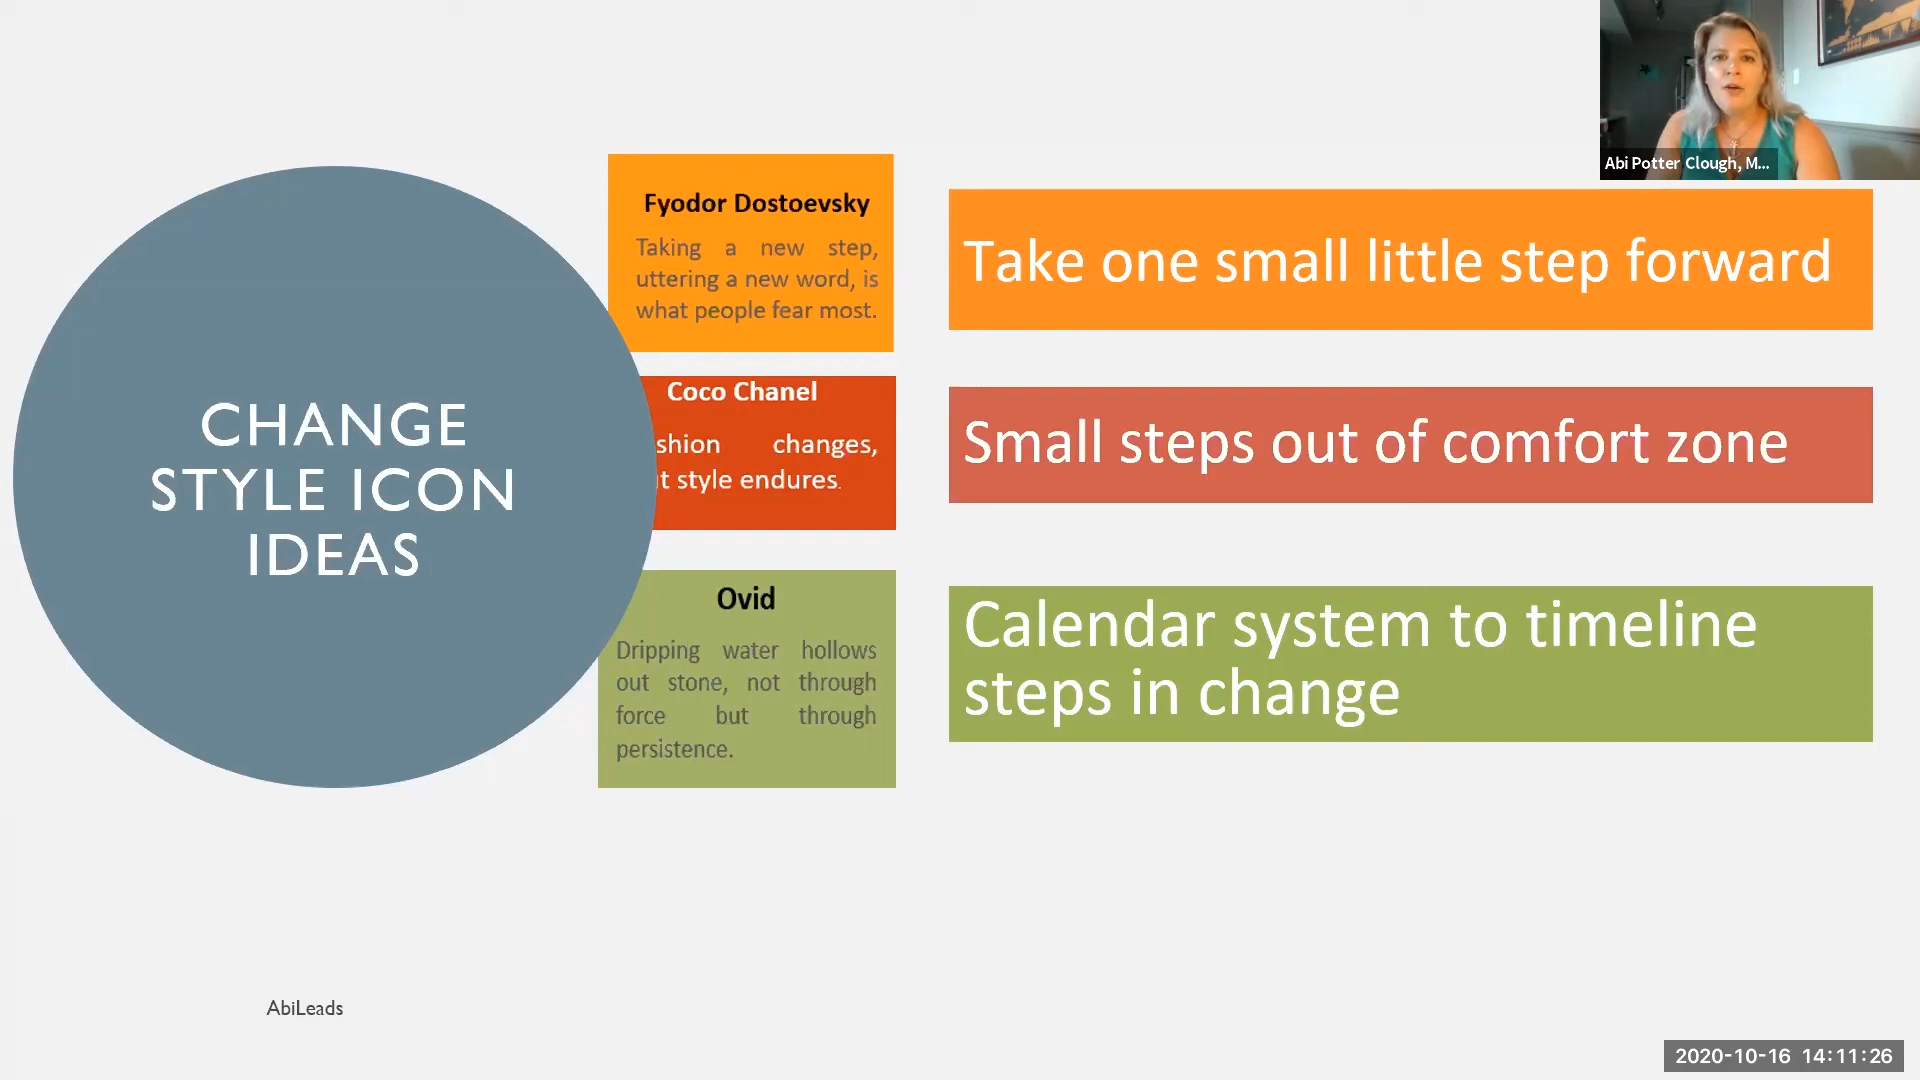 Abi Potter Clough, M...
CHANGE
STYLE ICON
IDEAS
Fyodor Dostoevsky
Taking a new step,
uttering a new word, is
what people fear most.
Take one small little step forward
Coco Chanel
shion changes,
t style endures.
Small steps out of comfort zone
Ovid
Dripping water hollows
out stone, not through
force but through
persistence.
Calendar system to timeline
steps in change
AbiLeads
2020-10-16 14:11:26